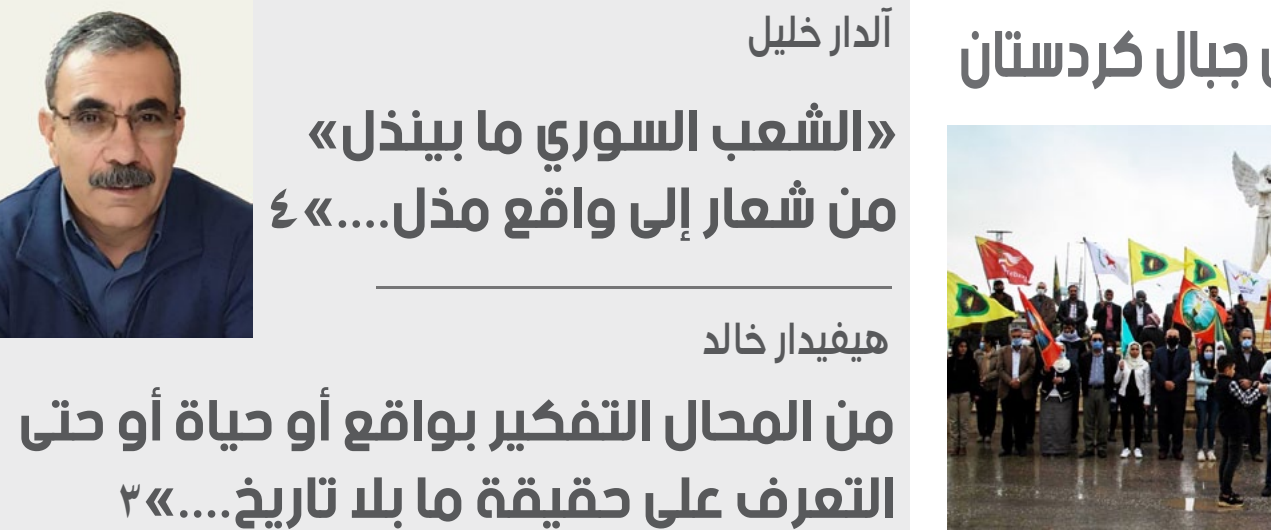 جبال كردستان
آلدار خليل
«الشعب السوري ما بينذل»
من شعار إلى واقع مذل....»٤
هيفيدار خالد
من المحال التفكير بواقع أو حياة أو حتى
التعرف على حقيقة ما بلا تاريخ....»٣